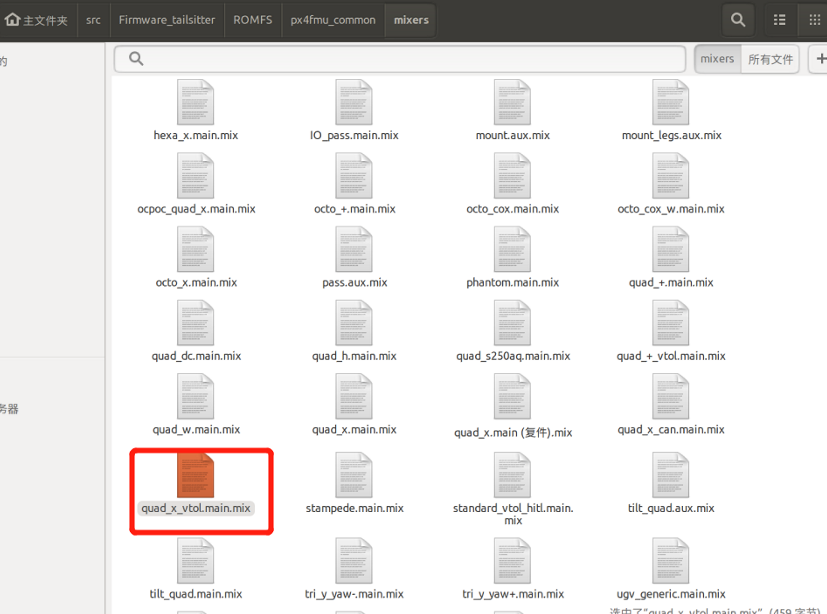 主文件夹 src Firmware_tailsitter ROMFS px4fmu_common mixers
的 mixers 所有文件
hexa_x.main.mix IO_pass.main.mix mount.aux.mix mount_legs.aux.mix
ocpoc_quad_x.main.mix octo_+.main.mix octo_cox.main.mix octo_cox_w.main.mix
octo_x.main.mix pass.aux.mix phantom.main.mix quad_+.main.mix
quad_dc.main.mix quad_h.main.mix quad_s250aq.main.mix quad_+_vtol.main.mix
务器
quad_w.main.mix quad_x.main.mix quad_x.main (复件).mix quad_x_can.main.mix
quad_x_vtol.main.mix stampede.main.mix standard_vtol_hitl.main. tilt_quad.aux.mix
mix
tilt_quad.main.mix tri_y_yaw-.main.mix tri_y_yaw+.main.mix ugv_generic.main.mix
选中了“quad_x_vtol.main.mix” (459 字节)